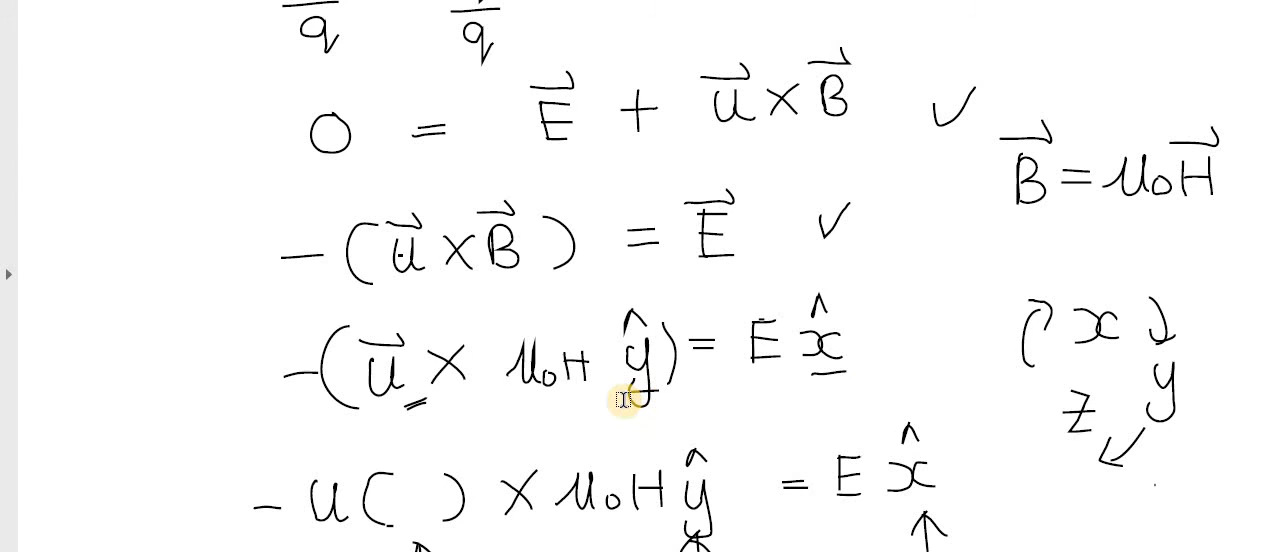 q q
0 = E⃗ + u⃗ × B⃗ ✓
B⃗ = μ₀H⃗
-(u⃗ × B⃗) = E⃗ ✓
-(u⃗ × μ₀H ŷ) = E x̂
x
y
z
-u( ) × μ₀H ŷ = E x̂